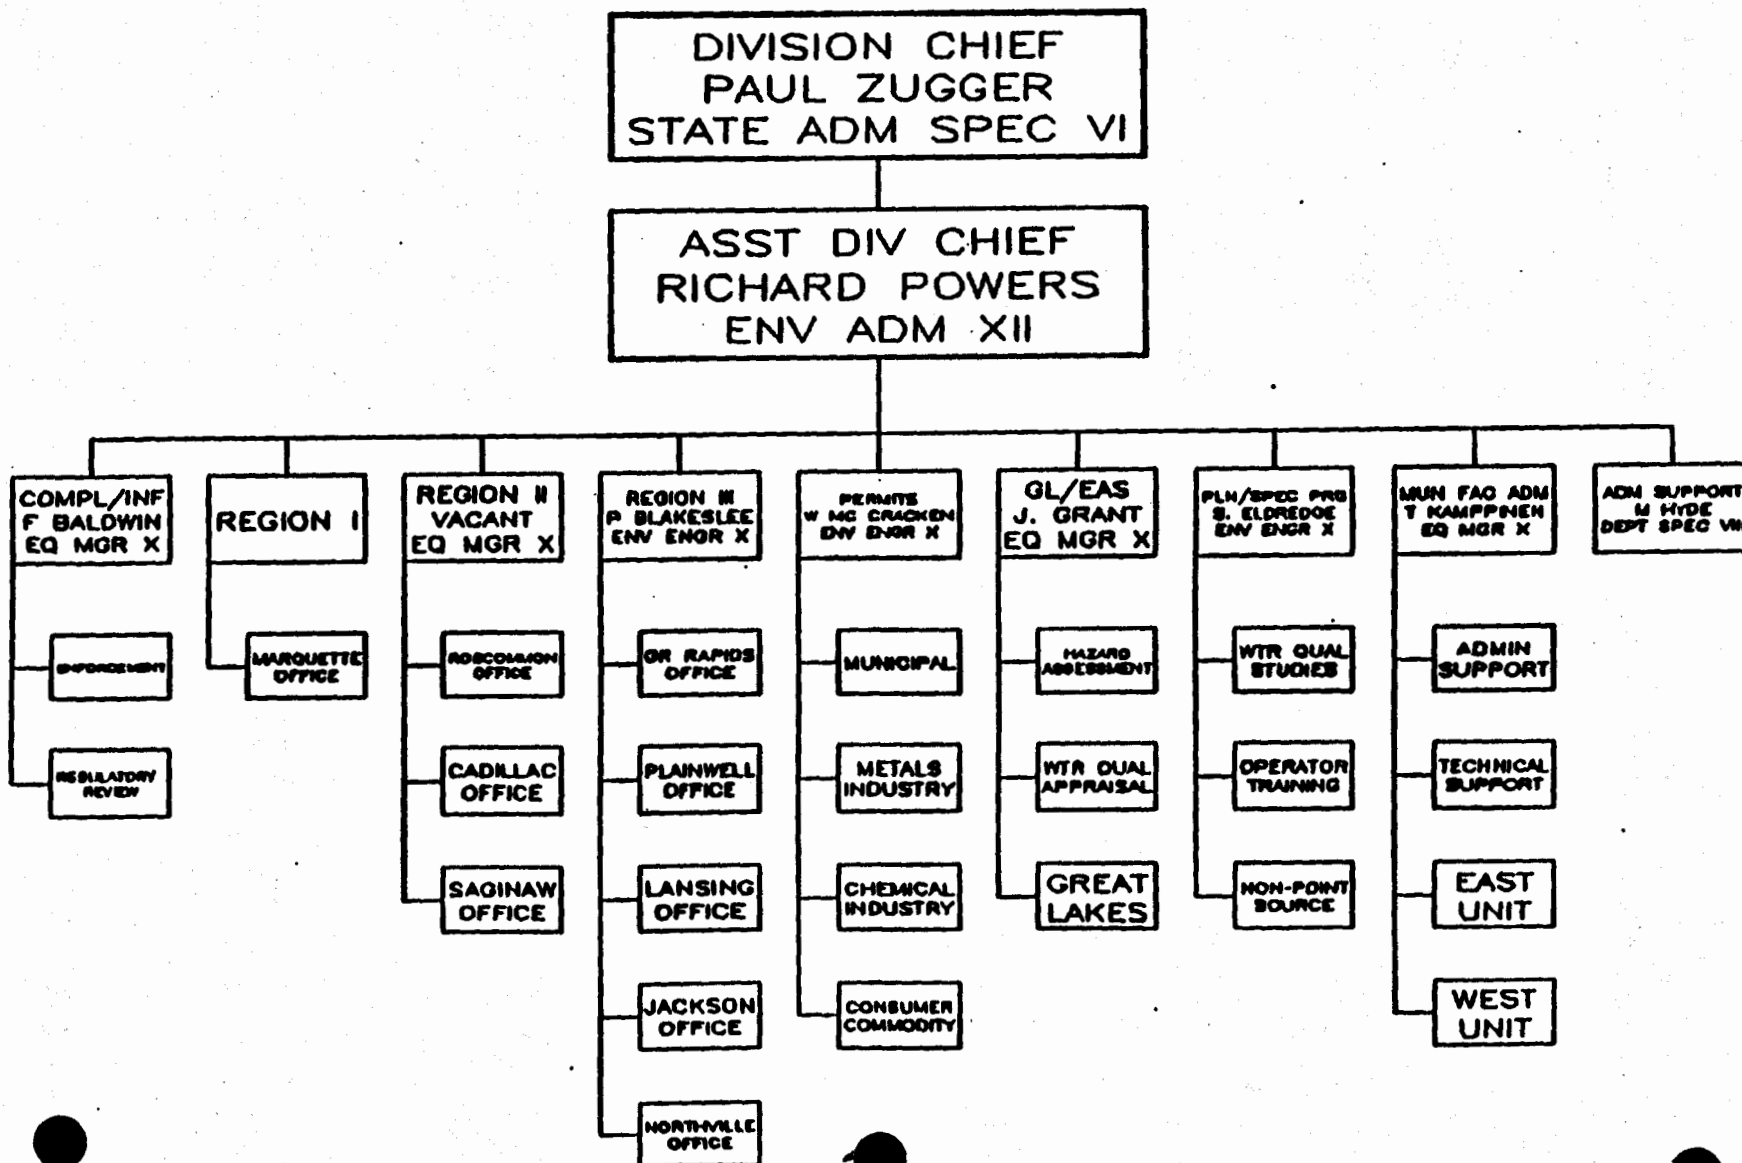 DIVISION CHIEF
PAUL ZUGGER
STATE ADM SPEC VI
ASST DIV CHIEF
RICHARD POWERS
ENV ADM XII
COMPL/INF
F BALDWIN
EQ MGR X
ENFORCEMENT
REGULATORY
REVIEW
REGION I
MARQUETTE
OFFICE
REGION II
VACANT
EQ MGR X
ROSCOMMON
OFFICE
CADILLAC
OFFICE
SAGINAW
OFFICE
REGION III
P BLAKESLEE
ENV ENGR X
GR RAPIDS
OFFICE
PLAINWELL
OFFICE
LANSING
OFFICE
JACKSON
OFFICE
NORTHVILLE
OFFICE
PERMITS
W MC CRACKEN
ENV ENGR X
MUNICIPAL
METALS
INDUSTRY
CHEMICAL
INDUSTRY
CONSUMER
COMMODITY
GL/EAS
J. GRANT
EQ MGR X
HAZARD
ASSESSMENT
WTR QUAL
APPRAISAL
GREAT
LAKES
PLN/SPEC PRG
S. ELDREDGE
ENV ENGR X
WTR QUAL
STUDIES
OPERATOR
TRAINING
NON-POINT
SOURCE
MUN FAC ADM
T KAMPPINEN
EQ MGR X
ADMIN
SUPPORT
TECHNICAL
SUPPORT
EAST
UNIT
WEST
UNIT
ADM SUPPORT
M HYDE
DEPT SPEC